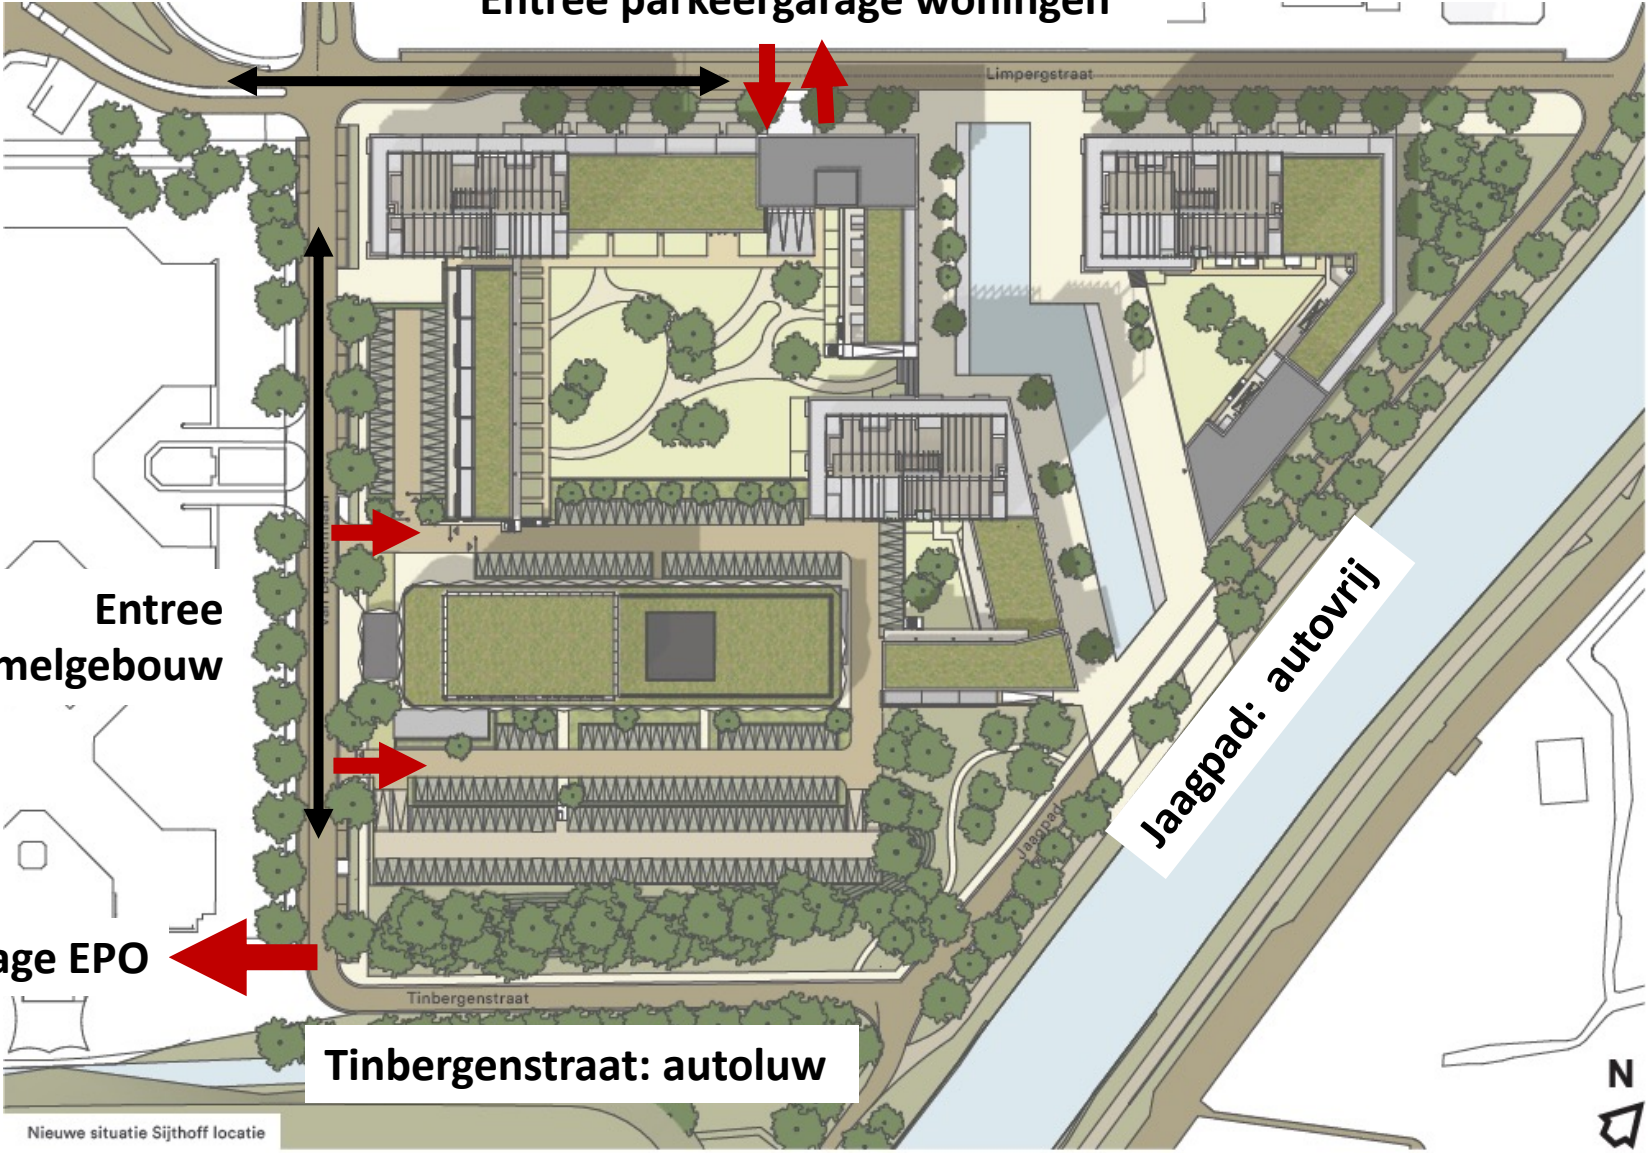 Entree parkeergarage woningen
Limpergstraat
Entree
melgebouw
Jaagpad: autovrij
Jaagpad
age EPO
Tinbergenstraat
Tinbergenstraat: autoluw
N
Nieuwe situatie Sijthoff locatie